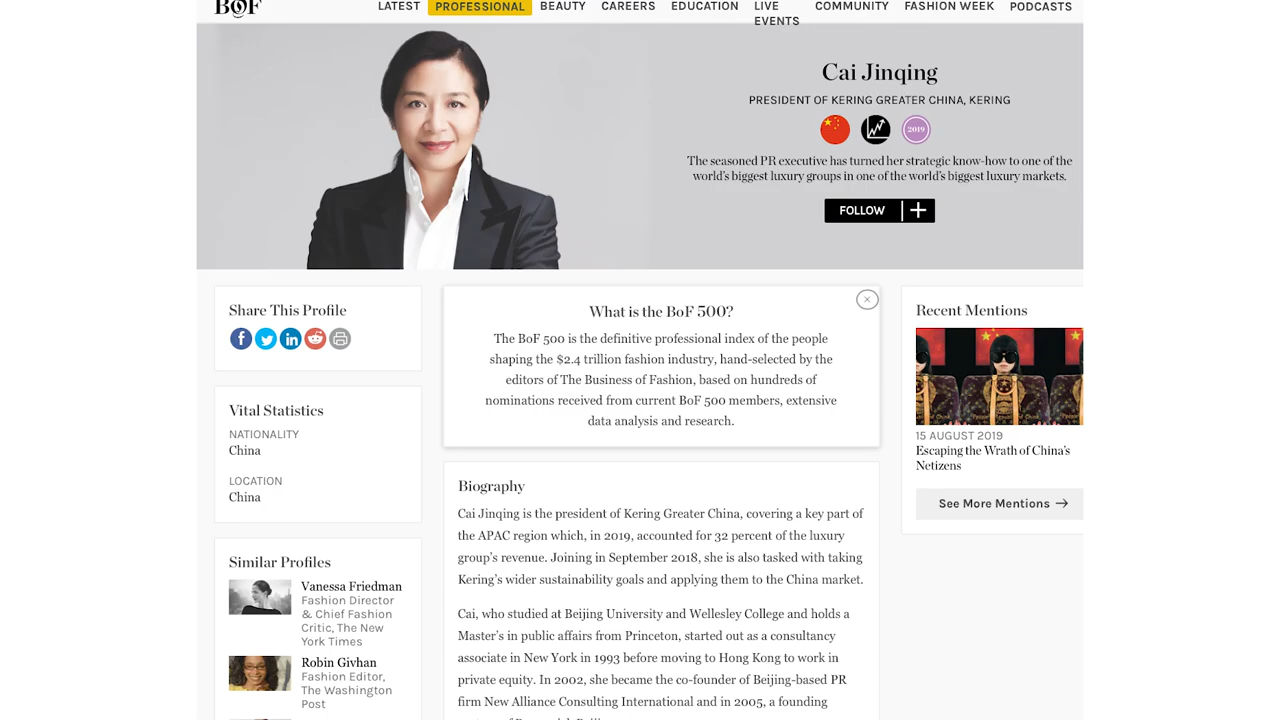 BoF
LATEST
PROFESSIONAL
BEAUTY
CAREERS
EDUCATION
LIVE
EVENTS
COMMUNITY
FASHION WEEK
PODCASTS
Cai Jinqing
PRESIDENT OF KERING GREATER CHINA, KERING
2019
The seasoned PR executive has turned her strategic know-how to one of the
world's biggest luxury groups in one of the world's biggest luxury markets.
FOLLOW
Share This Profile
Vital Statistics
NATIONALITY
China
LOCATION
China
Similar Profiles
Vanessa Friedman
Fashion Director
& Chief Fashion
Critic, The New
York Times
Robin Givhan
Fashion Editor,
The Washington
Post
What is the BoF 500?
The BoF 500 is the definitive professional index of the people
shaping the $2.4 trillion fashion industry, hand-selected by the
editors of The Business of Fashion, based on hundreds of
nominations received from current BoF 500 members, extensive
data analysis and research.
Biography
Cai Jinqing is the president of Kering Greater China, covering a key part of
the APAC region which, in 2019, accounted for 32 percent of the luxury
group's revenue. Joining in September 2018, she is also tasked with taking
Kering's wider sustainability goals and applying them to the China market.
Cai, who studied at Beijing University and Wellesley College and holds a
Master's in public affairs from Princeton, started out as a consultancy
associate in New York in 1993 before moving to Hong Kong to work in
private equity. In 2002, she became the co-founder of Beijing-based PR
firm New Alliance Consulting International and in 2005, a founding
Recent Mentions
15 AUGUST 2019
Escaping the Wrath of China's
Netizens
See More Mentions